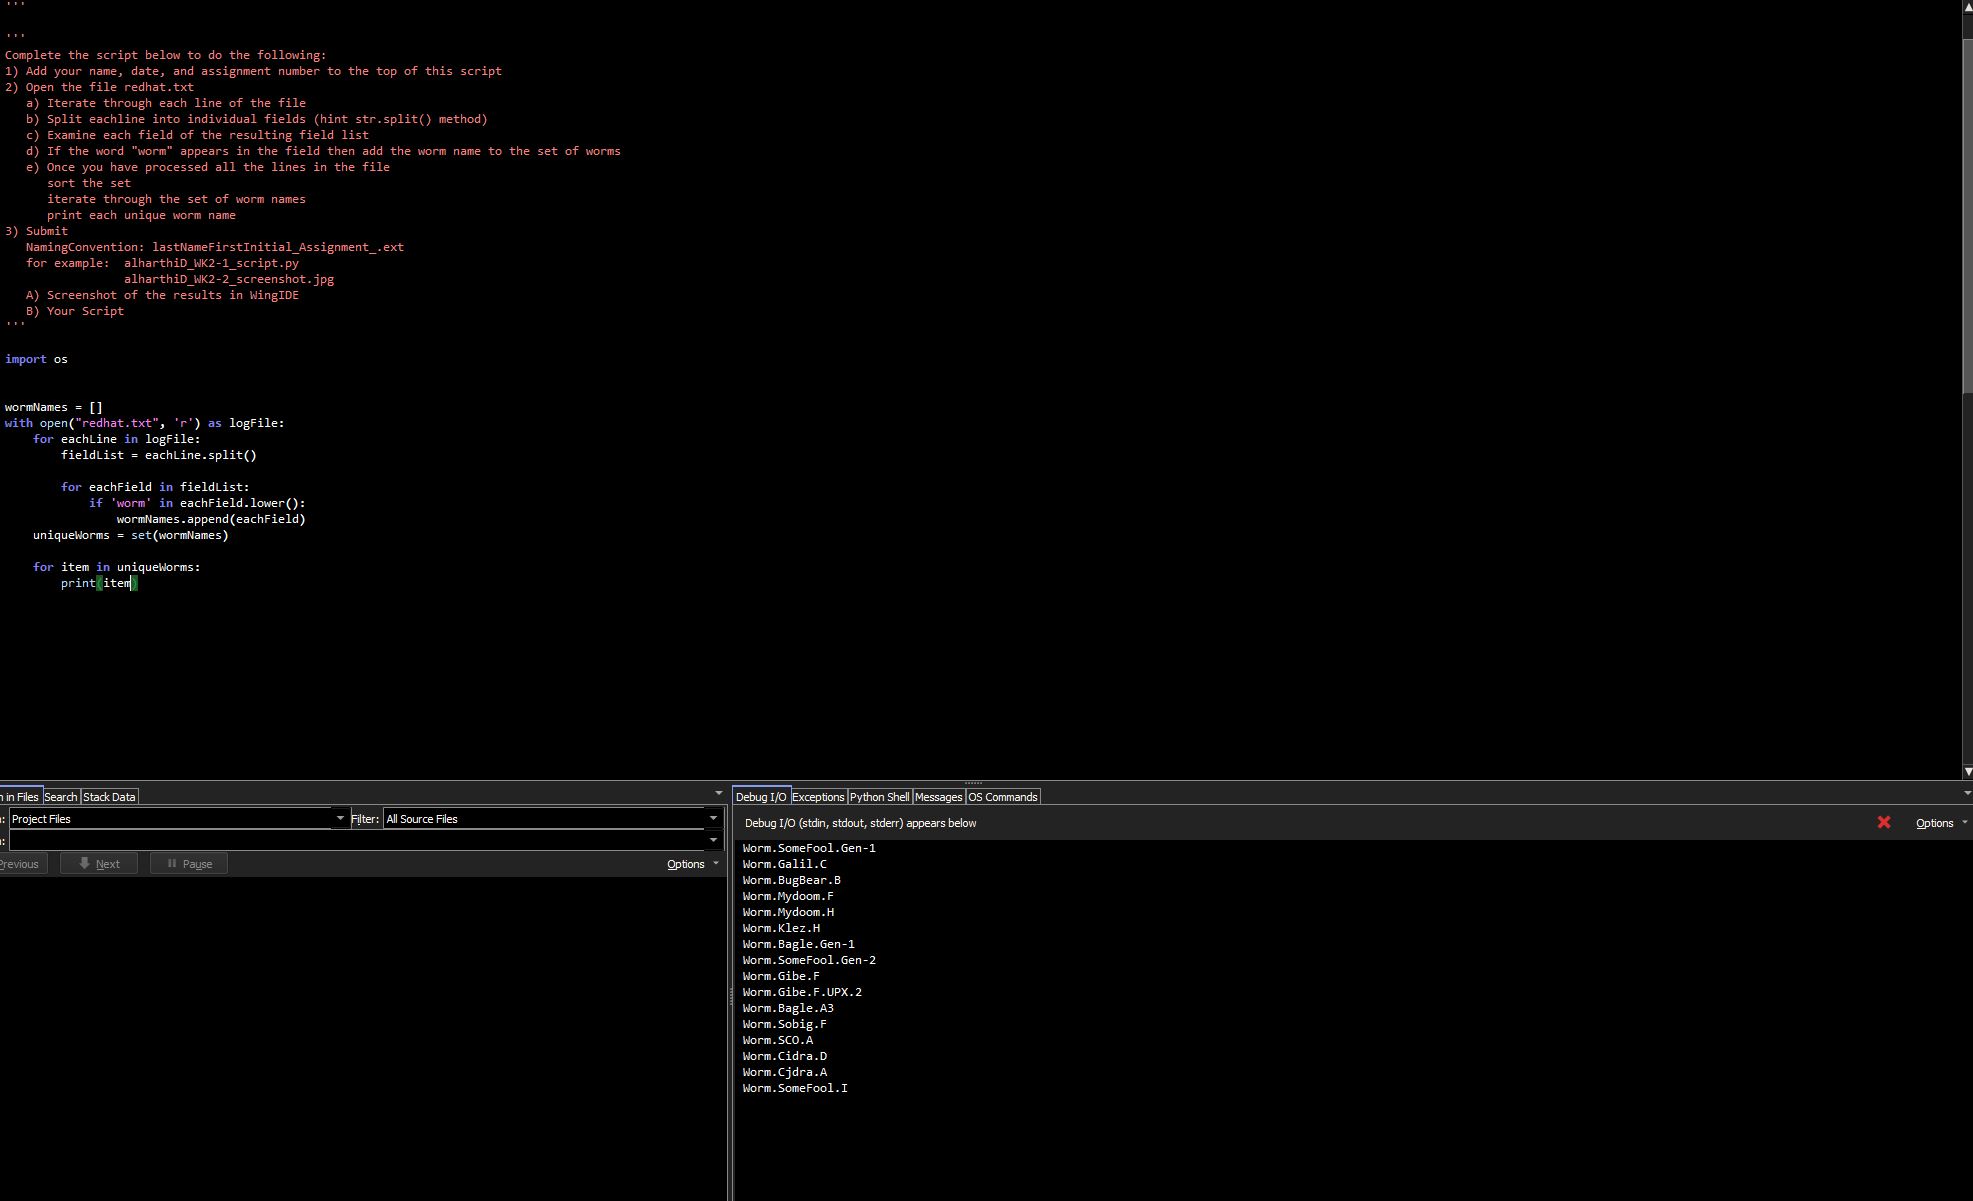 '''
'''
Complete the script below to do the following:
1) Add your name, date, and assignment number to the top of this script
2) Open the file redhat.txt
a) Iterate through each line of the file
b) Split eachline into individual fields (hint str.split() method)
c) Examine each field of the resulting field list
d) If the word "worm" appears in the field then add the worm name to the set of worms
e) Once you have processed all the lines in the file
sort the set
iterate through the set of worm names
print each unique worm name
3) Submit
NamingConvention: lastNameFirstInitial_Assignment_.ext
for example:  alharthiD_WK2-1_script.py
alharthiD_WK2-2_screenshot.jpg
A) Screenshot of the results in WingIDE
B) Your Script
'''
import os
wormNames = []
with open("redhat.txt", 'r') as logFile:
for eachLine in logFile:
fieldList = eachLine.split()
for eachField in fieldList:
if 'worm' in eachField.lower():
wormNames.append(eachField)
uniqueWorms = set(wormNames)
for item in uniqueWorms:
print(item)
in Files Search Stack Data
Project Files Filter: All Source Files
Previous Next Pause Options
Debug I/O Exceptions Python Shell Messages OS Commands
Debug I/O (stdin, stdout, stderr) appears below Options
Worm.SomeFool.Gen-1
Worm.Galil.C
Worm.BugBear.B
Worm.Mydoom.F
Worm.Mydoom.H
Worm.Klez.H
Worm.Bagle.Gen-1
Worm.SomeFool.Gen-2
Worm.Gibe.F
Worm.Gibe.F.UPX.2
Worm.Bagle.A3
Worm.Sobig.F
Worm.SCO.A
Worm.Cidra.D
Worm.Cjdra.A
Worm.SomeFool.I